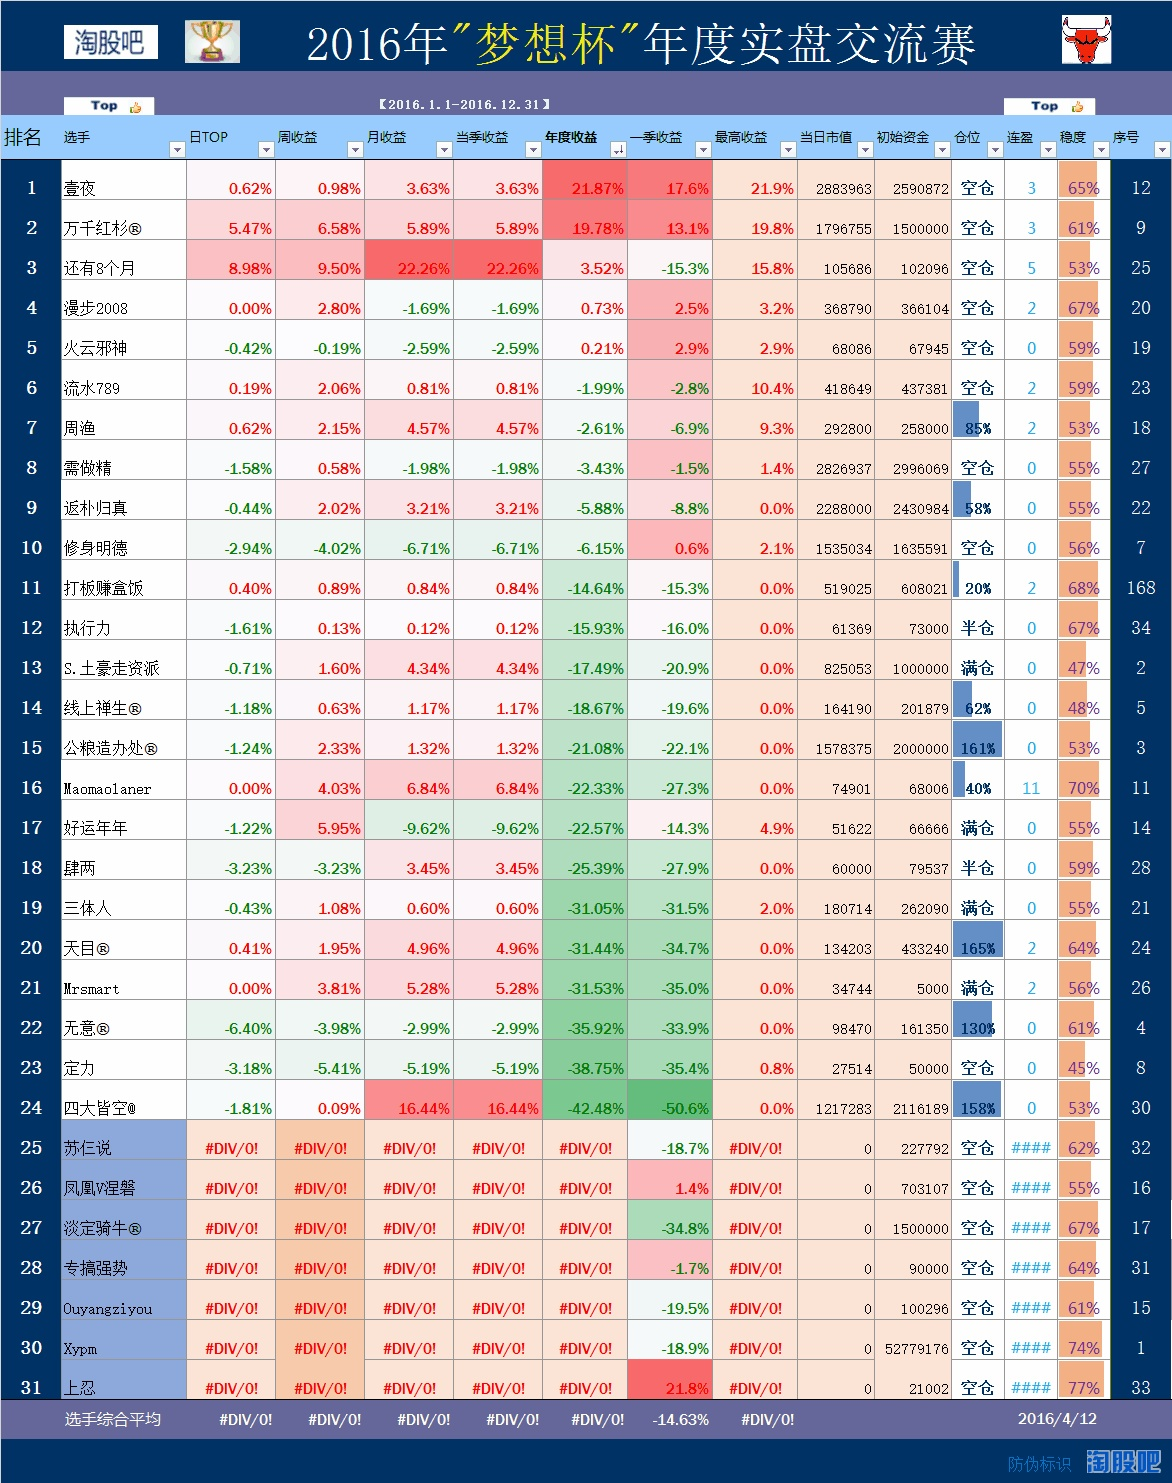 淘股吧 2016年"梦想杯"年度实盘交流赛
Top 【2016.1.1-2016.12.31】 Top
排名 选手 日TOP 周收益 月收益 当季收益 年度收益 一季收益 最高收益 当日市值 初始资金 仓位 连盈 稳度 序号
1 壹夜 0.62% 0.98% 3.63% 3.63% 21.87% 17.6% 21.9% 2883963 2590872 空仓 3 65% 12
2 万千红杉® 5.47% 6.58% 5.89% 5.89% 19.78% 13.1% 19.8% 1796755 1500000 空仓 3 61% 9
3 还有8个月 8.98% 9.50% 22.26% 22.26% 3.52% -15.3% 15.8% 105686 102096 空仓 5 53% 25
4 漫步2008 0.00% 2.80% -1.69% -1.69% 0.73% 2.5% 3.2% 368790 366104 空仓 2 67% 20
5 火云邪神 -0.42% -0.19% -2.59% -2.59% 0.21% 2.9% 2.9% 68086 67945 空仓 0 59% 19
6 流水789 0.19% 2.06% 0.81% 0.81% -1.99% -2.8% 10.4% 418649 437381 空仓 2 59% 23
7 周渔 0.62% 2.15% 4.57% 4.57% -2.61% -6.9% 9.3% 292800 258000 85% 2 53% 18
8 需做精 -1.58% 0.58% -1.98% -1.98% -3.43% -1.5% 1.4% 2826937 2996069 空仓 0 55% 27
9 返朴归真 -0.44% 2.02% 3.21% 3.21% -5.88% -8.8% 0.0% 2288000 2430984 58% 0 55% 22
10 修身明德 -2.94% -4.02% -6.71% -6.71% -6.15% 0.6% 2.1% 1535034 1635591 空仓 0 56% 7
11 打板赚盒饭 0.40% 0.89% 0.84% 0.84% -14.64% -15.3% 0.0% 519025 608021 20% 2 68% 168
12 执行力 -1.61% 0.13% 0.12% 0.12% -15.93% -16.0% 0.0% 61369 73000 半仓 0 67% 34
13 S.土豪走资派 -0.71% 1.60% 4.34% 4.34% -17.49% -20.9% 0.0% 825053 1000000 满仓 0 47% 2
14 线上禅生® -1.18% 0.63% 1.17% 1.17% -18.67% -19.6% 0.0% 164190 201879 62% 0 48% 5
15 公粮造办处® -1.24% 2.33% 1.32% 1.32% -21.08% -22.1% 0.0% 1578375 2000000 161% 0 53% 3
16 Maomaolaner 0.00% 4.03% 6.84% 6.84% -22.33% -27.3% 0.0% 74901 68006 40% 11 70% 11
17 好运年年 -1.22% 5.95% -9.62% -9.62% -22.57% -14.3% 4.9% 51622 66666 满仓 0 55% 14
18 肆两 -3.23% -3.23% 3.45% 3.45% -25.39% -27.9% 0.0% 60000 79537 半仓 0 59% 28
19 三体人 -0.43% 1.08% 0.60% 0.60% -31.05% -31.5% 2.0% 180714 262090 满仓 0 55% 21
20 天目® 0.41% 1.95% 4.96% 4.96% -31.44% -34.7% 0.0% 134203 433240 165% 2 64% 24
21 Mrsmart 0.00% 3.81% 5.28% 5.28% -31.53% -35.0% 0.0% 34744 5000 满仓 2 56% 26
22 无意® -6.40% -3.98% -2.99% -2.99% -35.92% -33.9% 0.0% 98470 161350 130% 0 61% 4
23 定力 -3.18% -5.41% -5.19% -5.19% -38.75% -35.4% 0.8% 27514 50000 空仓 0 45% 8
24 四大皆空@ -1.81% 0.09% 16.44% 16.44% -42.48% -50.6% 0.0% 1217283 2116189 158% 0 53% 30
25 苏仨说 #DIV/0! #DIV/0! #DIV/0! #DIV/0! #DIV/0! -18.7% #DIV/0! 0 227792 空仓 #### 62% 32
26 凤凰V涅磐 #DIV/0! #DIV/0! #DIV/0! #DIV/0! #DIV/0! 1.4% #DIV/0! 0 703107 空仓 #### 55% 16
27 淡定骑牛® #DIV/0! #DIV/0! #DIV/0! #DIV/0! #DIV/0! -34.8% #DIV/0! 0 1500000 空仓 #### 67% 17
28 专搞强势 #DIV/0! #DIV/0! #DIV/0! #DIV/0! #DIV/0! -1.7% #DIV/0! 0 90000 空仓 #### 64% 31
29 Ouyangziyou #DIV/0! #DIV/0! #DIV/0! #DIV/0! #DIV/0! -19.5% #DIV/0! 0 100296 空仓 #### 61% 15
30 Xypm #DIV/0! #DIV/0! #DIV/0! #DIV/0! #DIV/0! -18.9% #DIV/0! 0 52779176 空仓 #### 74% 1
31 上忍 #DIV/0! #DIV/0! #DIV/0! #DIV/0! #DIV/0! 21.8% #DIV/0! 0 21002 空仓 #### 77% 33
选手综合平均 #DIV/0! #DIV/0! #DIV/0! #DIV/0! #DIV/0! -14.63% #DIV/0! 2016/4/12
防伪标识 淘股吧